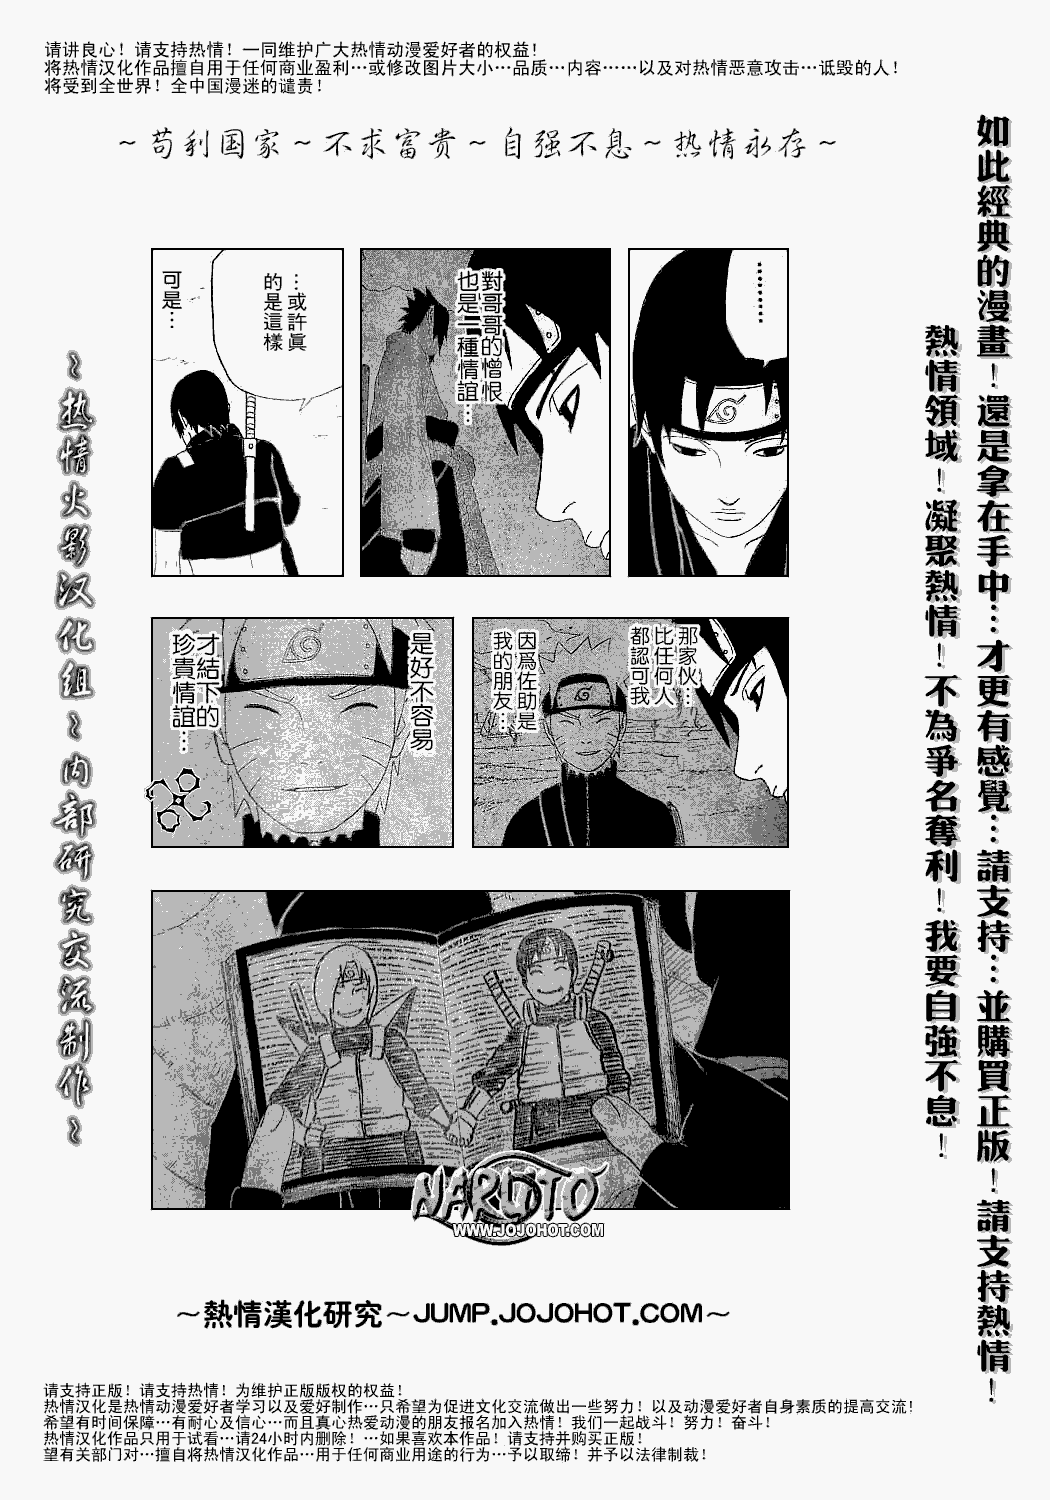 请讲良心！请支持热情！一同维护广大热情动漫爱好者的权益！
将热情汉化作品擅自用于任何商业盈利…或修改图片大小…品质…内容……以及对热情恶意攻击…诋毁的人！
将受到全世界！全中国漫迷的谴责！
～苟利国家～不求富贵～自强不息～热情永存～
如此經典的漫畫！還是拿在手中…才更有感覺…請支持…並購買正版！請支持熱情！
熱情領域！凝聚熱情！不為爭名奪利！我要自強不息！
………
對哥哥的憎恨
也是一種情誼…
…或許真
的是這樣
可是…
那家伙…
比任何人
都認可我
因爲佐助是
我的朋友…
是好不容易
才結下的
珍貴情誼…
～热情火影汉化组～内部研究交流制作～
NARUTO
WWW.JOJOHOT.COM
～熱情漢化研究～JUMP.JOJOHOT.COM～
请支持正版！请支持热情！为维护正版版权的权益！
热情汉化是热情动漫爱好者学习以及爱好制作…只希望为促进文化交流做出一些努力！以及动漫爱好者自身素质的提高交流！
希望有时间保障…有耐心及信心…而且真心热爱动漫的朋友报名加入热情！我们一起战斗！努力！奋斗！
热情汉化作品只用于试看…请24小时内删除！…如果喜欢本作品！请支持并购买正版！
望有关部门对…擅自将热情汉化作品…用于任何商业用途的行为…予以取缔！并予以法律制裁！